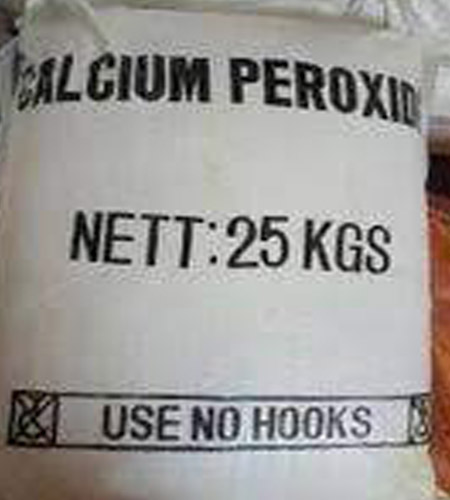 CALCIUM PEROXID
NETT: 25 KGS
USE NO HOOKS